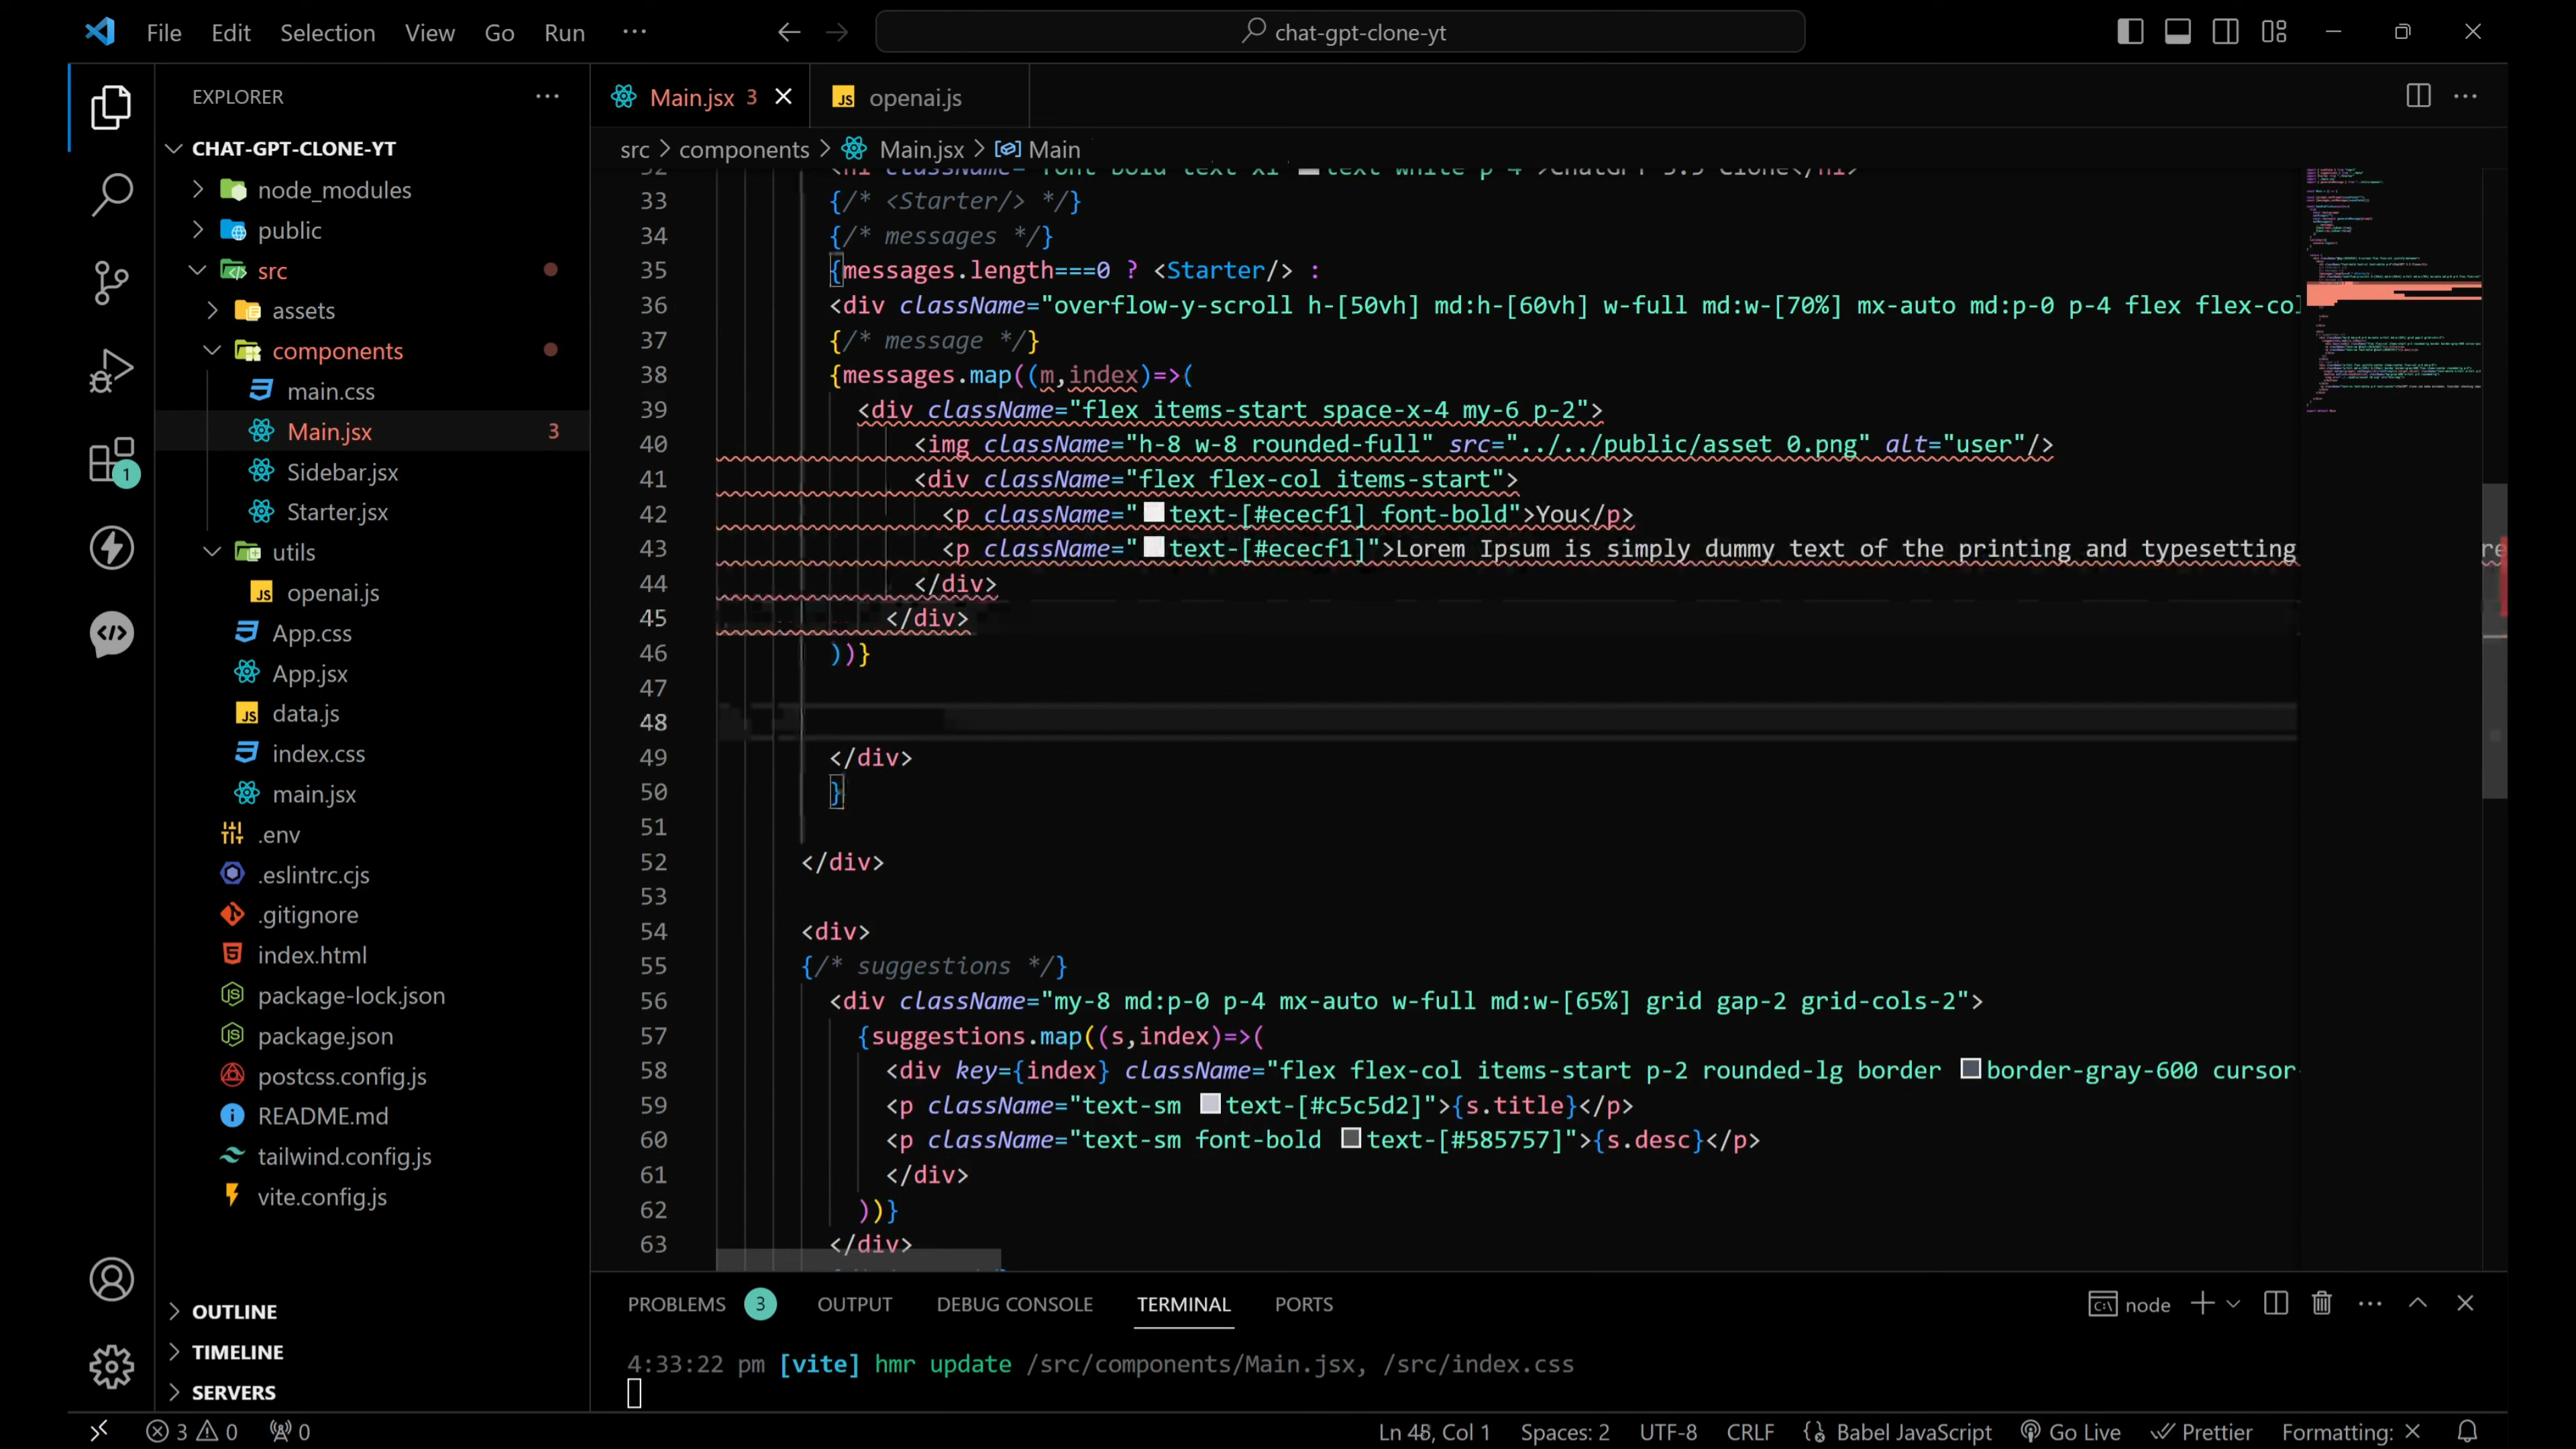 File Edit Selection View Go Run ··· chat-gpt-clone-yt
EXPLORER
CHAT-GPT-CLONE-YT
node_modules
public
src
assets
components
main.css
Main.jsx 3
Sidebar.jsx
Starter.jsx
utils
openai.js
App.css
App.jsx
data.js
index.css
main.jsx
.env
.eslintrc.cjs
.gitignore
index.html
package-lock.json
package.json
postcss.config.js
README.md
tailwind.config.js
vite.config.js
OUTLINE
TIMELINE
SERVERS
1
Main.jsx 3 openai.js
src > components > Main.jsx > Main
33 {/* <Starter/> */}
34 {/* messages */}
35 {messages.length===0 ? <Starter/> :
36 <div className="overflow-y-scroll h-[50vh] md:h-[60vh] w-full md:w-[70%] mx-auto md:p-0 p-4 flex flex-co
37 {/* message */}
38 {messages.map((m,index)=>(
39 <div className="flex items-start space-x-4 my-6 p-2">
40 <img className="h-8 w-8 rounded-full" src="../../public/asset 0.png" alt="user"/>
41 <div className="flex flex-col items-start">
42 <p className="text-[#ececf1] font-bold">You</p>
43 <p className="text-[#ececf1]">Lorem Ipsum is simply dummy text of the printing and typesetting
44 </div>
45 </div>
46 ))}
47
48
49 </div>
50 }
51
52 </div>
53
54 <div>
55 {/* suggestions */}
56 <div className="my-8 md:p-0 p-4 mx-auto w-full md:w-[65%] grid gap-2 grid-cols-2">
57 {suggestions.map((s,index)=>(
58 <div key={index} className="flex flex-col items-start p-2 rounded-lg border border-gray-600 cursor-
59 <p className="text-sm text-[#c5c5d2]">{s.title}</p>
60 <p className="text-sm font-bold text-[#585757]">{s.desc}</p>
61 </div>
62 ))}
63 </div>
PROBLEMS 3 OUTPUT DEBUG CONSOLE TERMINAL PORTS node
4:33:22 pm [vite] hmr update /src/components/Main.jsx, /src/index.css
3 0 0 Col 1 Spaces: 2 UTF-8 CRLF Babel JavaScript Go Live Prettier Formatting: ×